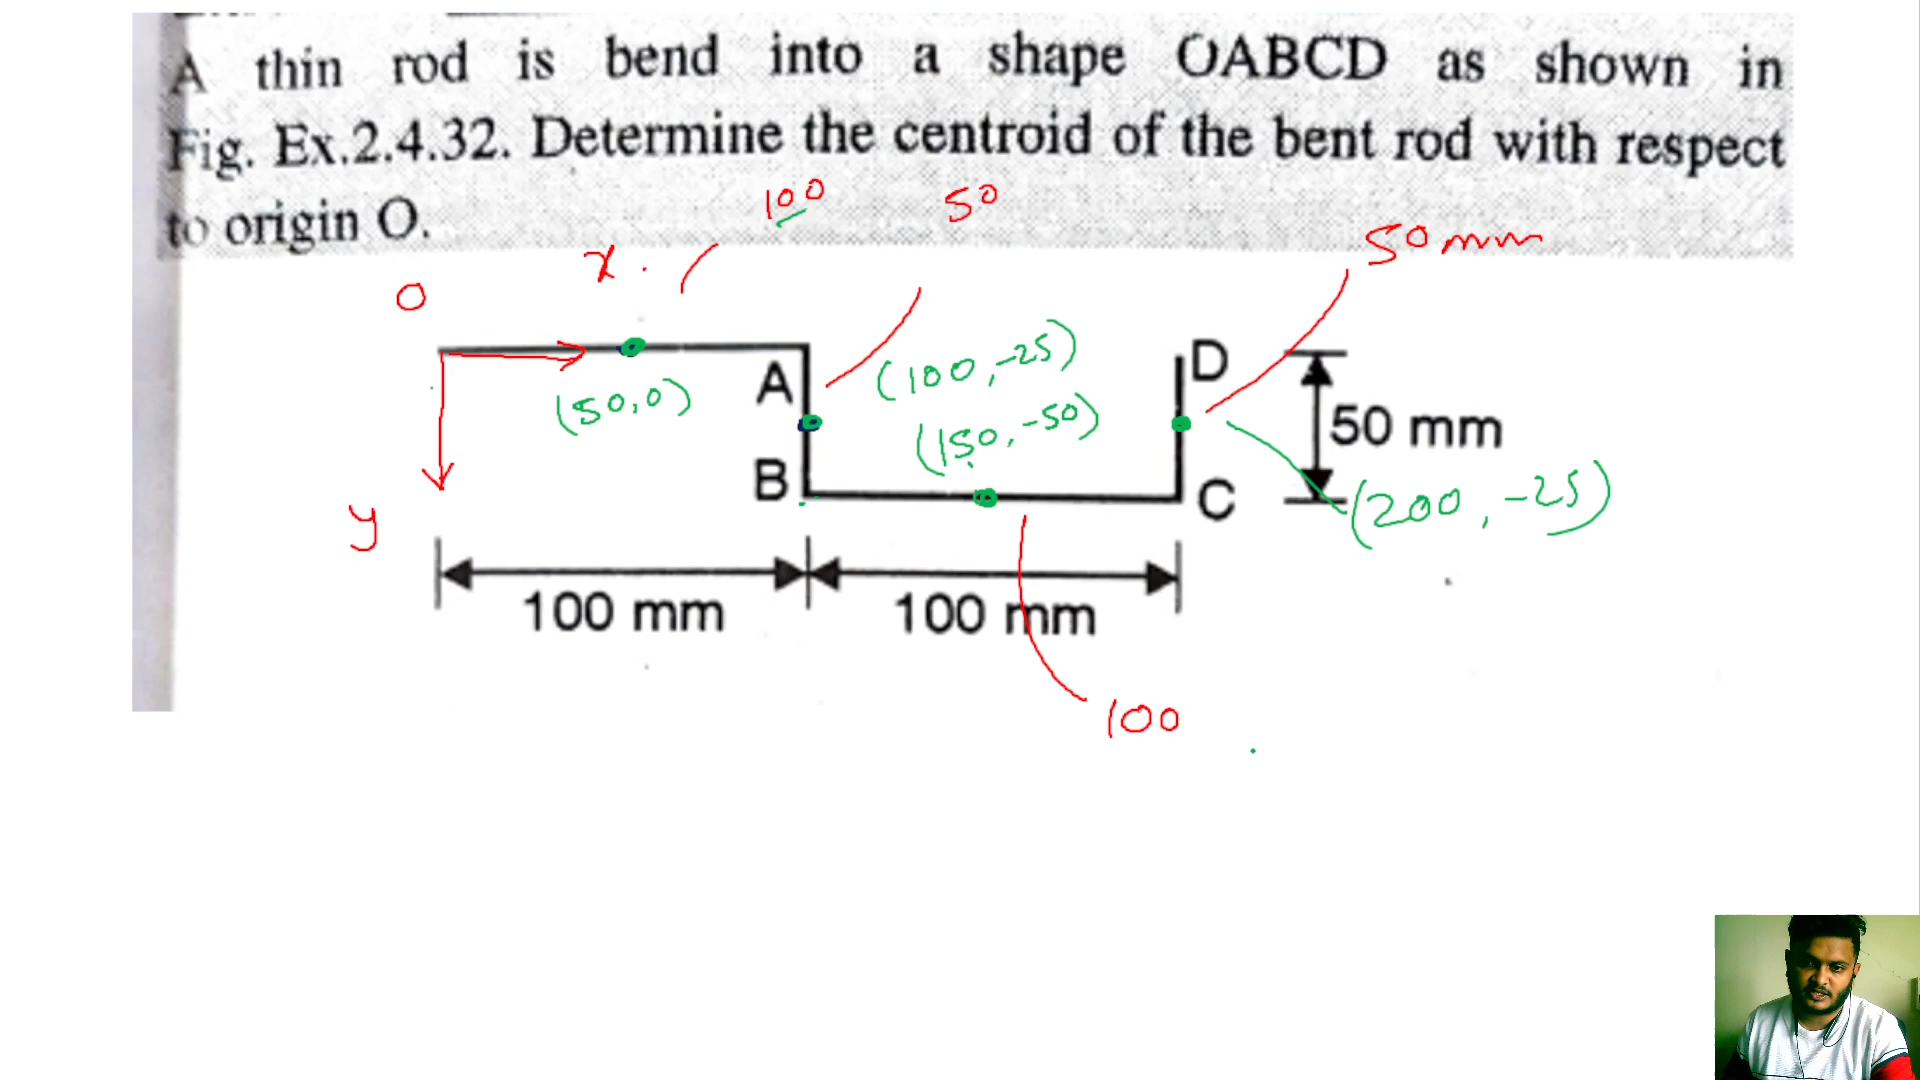 A thin rod is bend into a shape OABCD as shown in
Fig. Ex.2.4.32. Determine the centroid of the bent rod with respect
to origin O.
100
50
50 mm
x
O
(100,-25)
D
A
(50,0)
(150,-50)
50 mm
B
C
(200,-25)
y
100 mm
100 mm
100